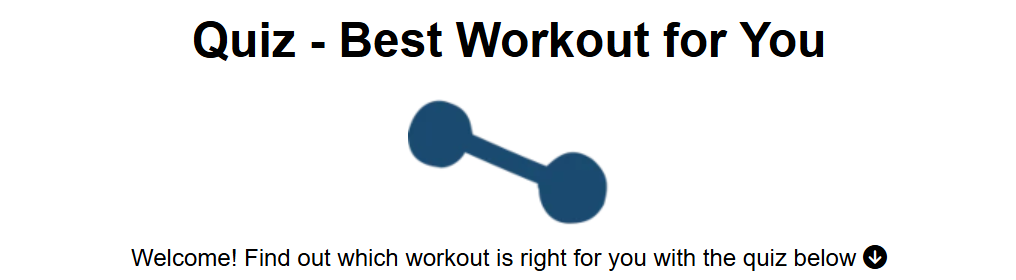 Quiz - Best Workout for You
Welcome! Find out which workout is right for you with the quiz below